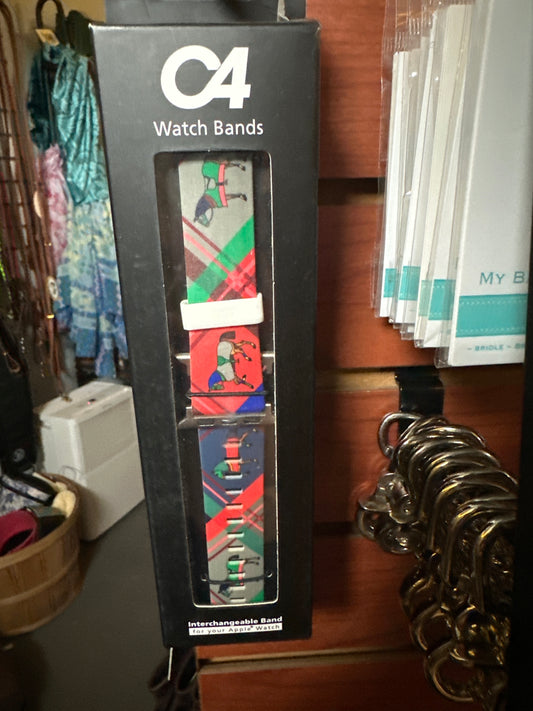 C4
Watch Bands
Interchangeable Band
for your Apple® Watch
MY B
- BRIDLE -